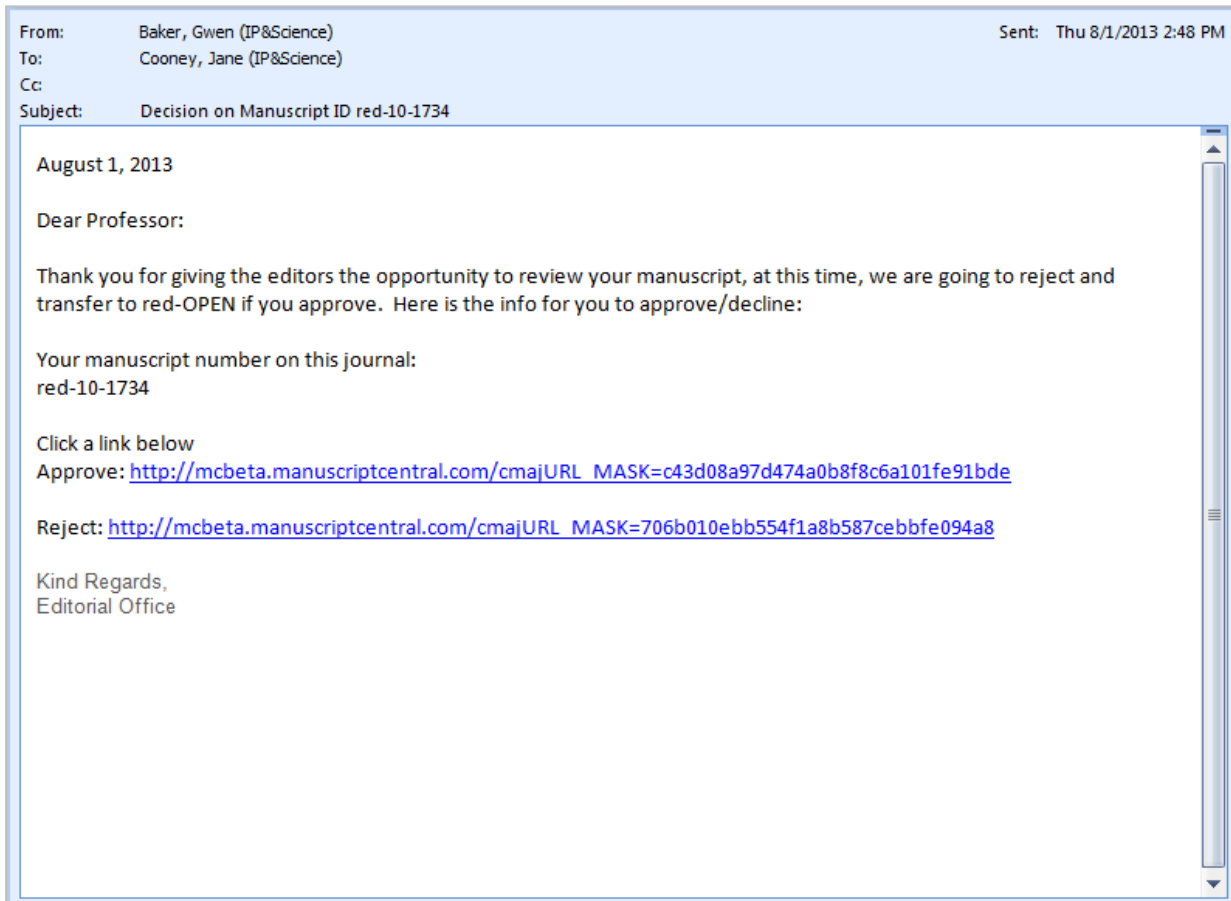 From: Baker, Gwen (IP&Science) Sent: Thu 8/1/2013 2:48 PM
To: Cooney, Jane (IP&Science)
Cc:
Subject: Decision on Manuscript ID red-10-1734
August 1, 2013
Dear Professor:
Thank you for giving the editors the opportunity to review your manuscript, at this time, we are going to reject and
transfer to red-OPEN if you approve.  Here is the info for you to approve/decline:
Your manuscript number on this journal:
red-10-1734
Click a link below
Approve: http://mcbeta.manuscriptcentral.com/cmajURL_MASK=c43d08a97d474a0b8f8c6a101fe91bde
Reject: http://mcbeta.manuscriptcentral.com/cmajURL_MASK=706b010ebb554f1a8b587cebbfe094a8
Kind Regards,
Editorial Office